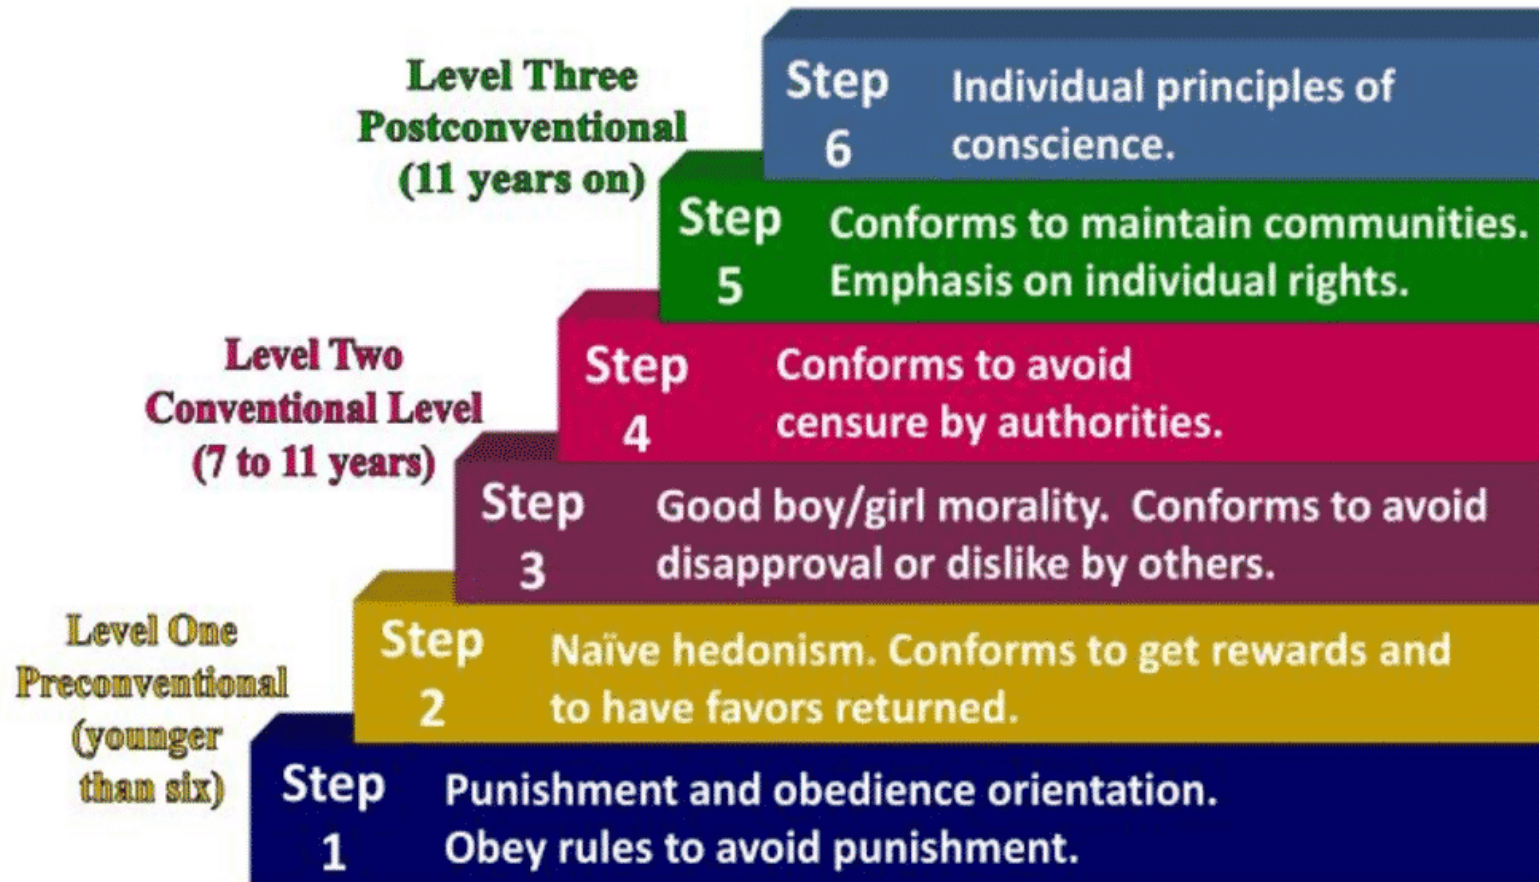 Level Three
Postconventional
(11 years on)
Step
6
Individual principles of
conscience.
Step
5
Conforms to maintain communities.
Emphasis on individual rights.
Level Two
Conventional Level
(7 to 11 years)
Step
4
Conforms to avoid
censure by authorities.
Step
3
Good boy/girl morality. Conforms to avoid
disapproval or dislike by others.
Level One
Preconventional
(younger
than six)
Step
2
Naïve hedonism. Conforms to get rewards and
to have favors returned.
Step
1
Punishment and obedience orientation.
Obey rules to avoid punishment.